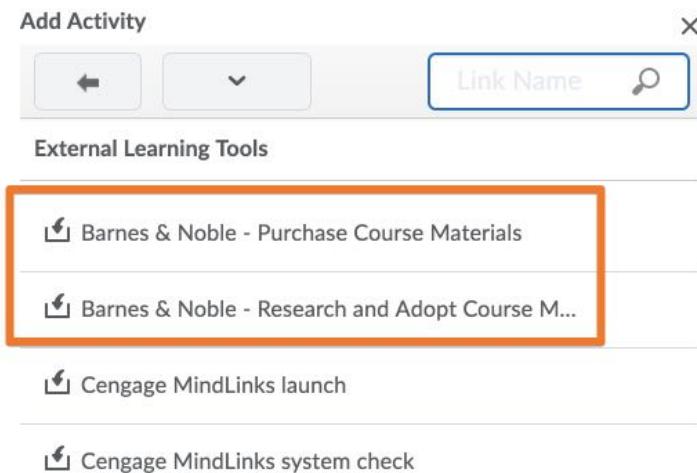 Add Activity
Link Name
External Learning Tools
Barnes & Noble - Purchase Course Materials
Barnes & Noble - Research and Adopt Course M...
Cengage MindLinks launch
Cengage MindLinks system check